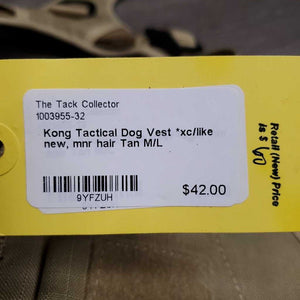 The Tack Collector
1003955-32
Kong Tactical Dog Vest *xc/like
new, mnr hair Tan M/L
9YFZUH
$42.00
Retail (New) Price
is $ 60